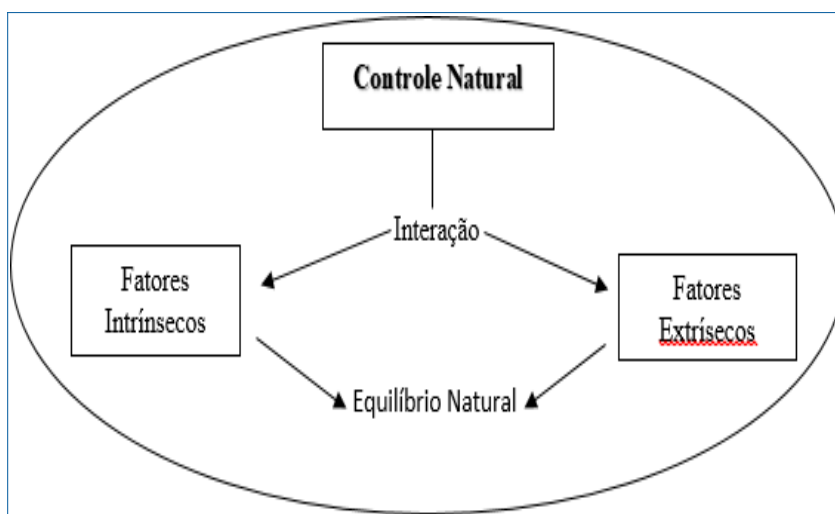 Controle Natural
Interação
Fatores
Intrínsecos
Fatores
Extrísecos
Equilíbrio Natural